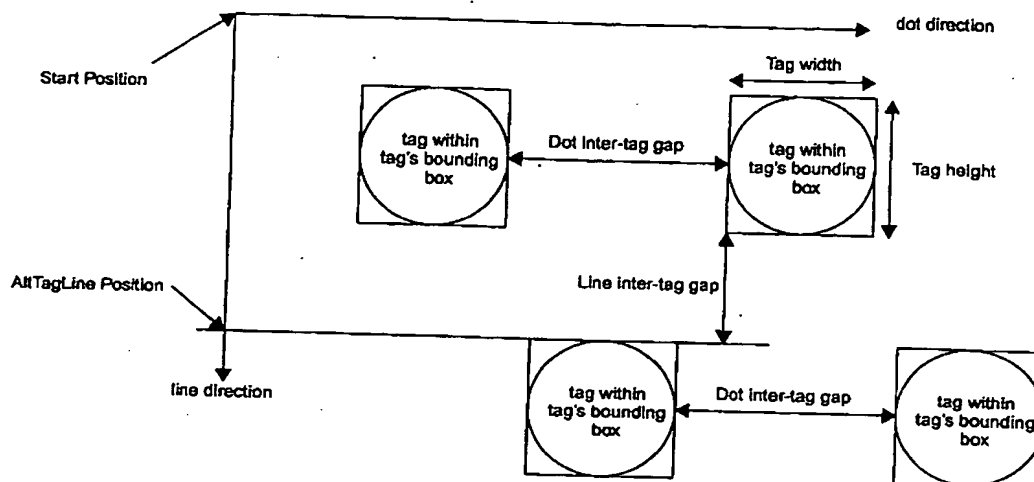 dot direction
Start Position
Tag width
tag within
tag's bounding
box
Dot inter-tag gap
tag within
tag's bounding
box
Tag height
AltTagLine Position
Line inter-tag gap
line direction
tag within
tag's bounding
box
Dot inter-tag gap
tag within
tag's bounding
box